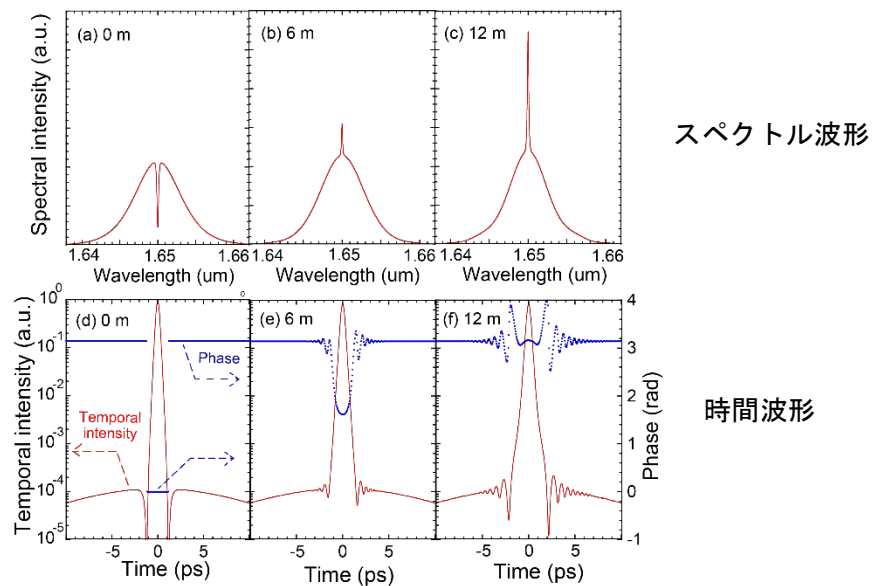 (a) 0 m
(b) 6 m
(c) 12 m
Spectral intensity (a.u.)
スペクトル波形
1.64 1.65 1.66
1.64 1.65 1.66
1.64 1.65 1.66
Wavelength (um)
Wavelength (um)
Wavelength (um)
10^0
10^-1
10^-2
10^-3
10^-4
10^-5
Temporal intensity (a.u.)
0
(d) 0 m
Phase
Temporal
intensity
(e) 6 m
(f) 12 m
4
3
2
1
0
-1
Phase (rad)
時間波形
-5 0 5
-5 0 5
-5 0 5
Time (ps)
Time (ps)
Time (ps)